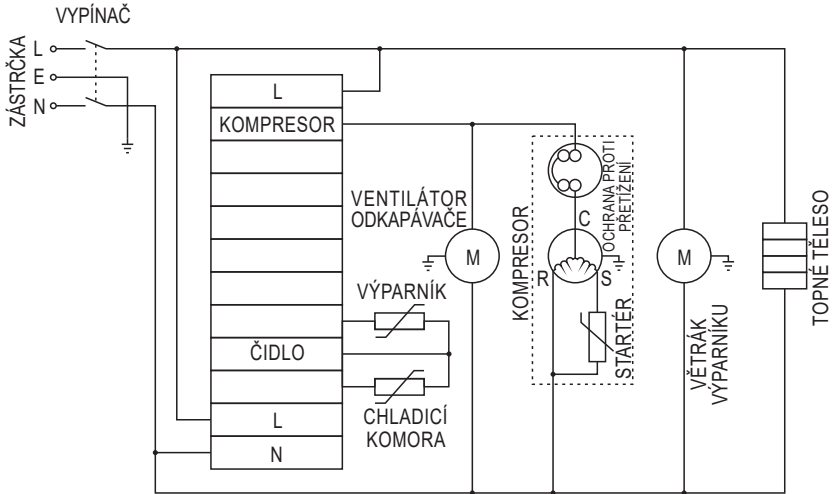 VYPÍNAČ
ZÁSTRČKA
L
E
N
L
KOMPRESOR
ČIDLO
L
N
VENTILÁTOR
ODKAPÁVAČE
M
VÝPARNÍK
CHLADICÍ
KOMORA
KOMPRESOR
OCHRANA PROTI
PŘETÍŽENÍ
C
R
S
STARTÉR
M
VĚTRÁK
VÝPARNÍKU
TOPNÉ TĚLESO